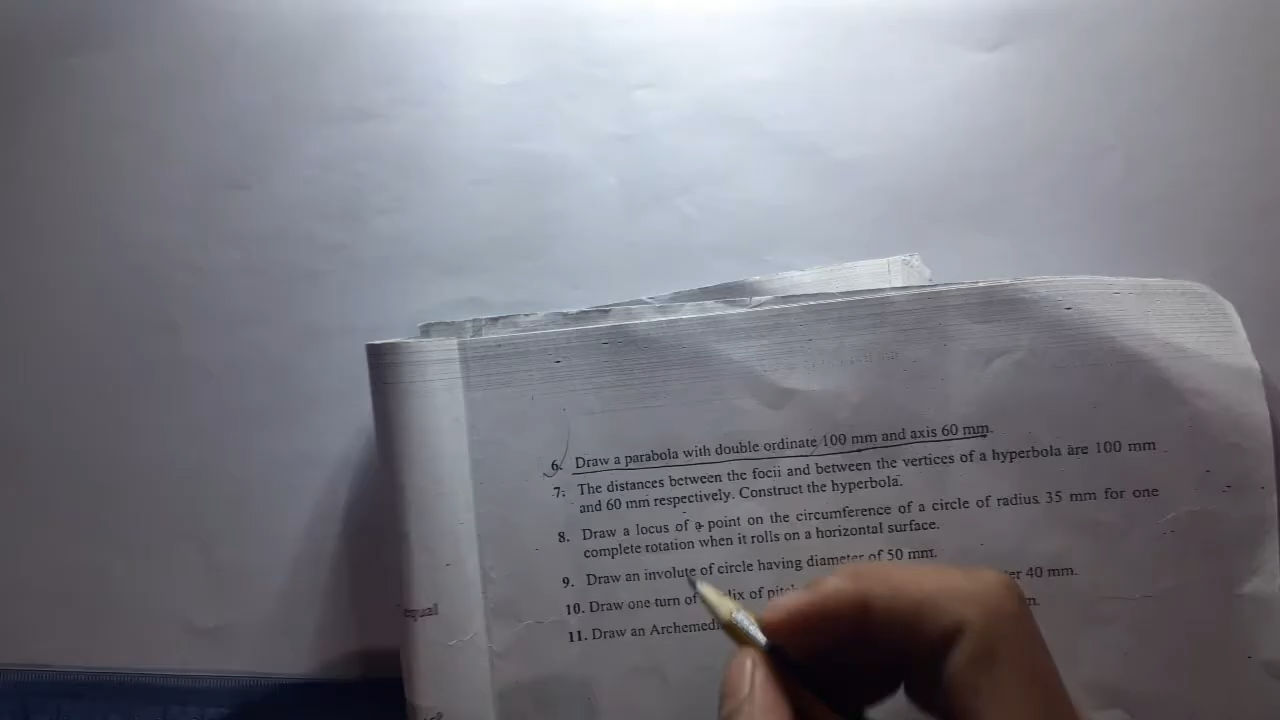 6. Draw a parabola with double ordinate 100 mm and axis 60 mm.
7. The distances between the focii and between the vertices of a hyperbola are 100 mm
and 60 mm respectively. Construct the hyperbola.
8. Draw a locus of a point on the circumference of a circle of radius 35 mm for one
complete rotation when it rolls on a horizontal surface.
9. Draw an involute of circle having diameter of 50 mm.
10. Draw one turn of of 40 mm.
11. Draw an
equal